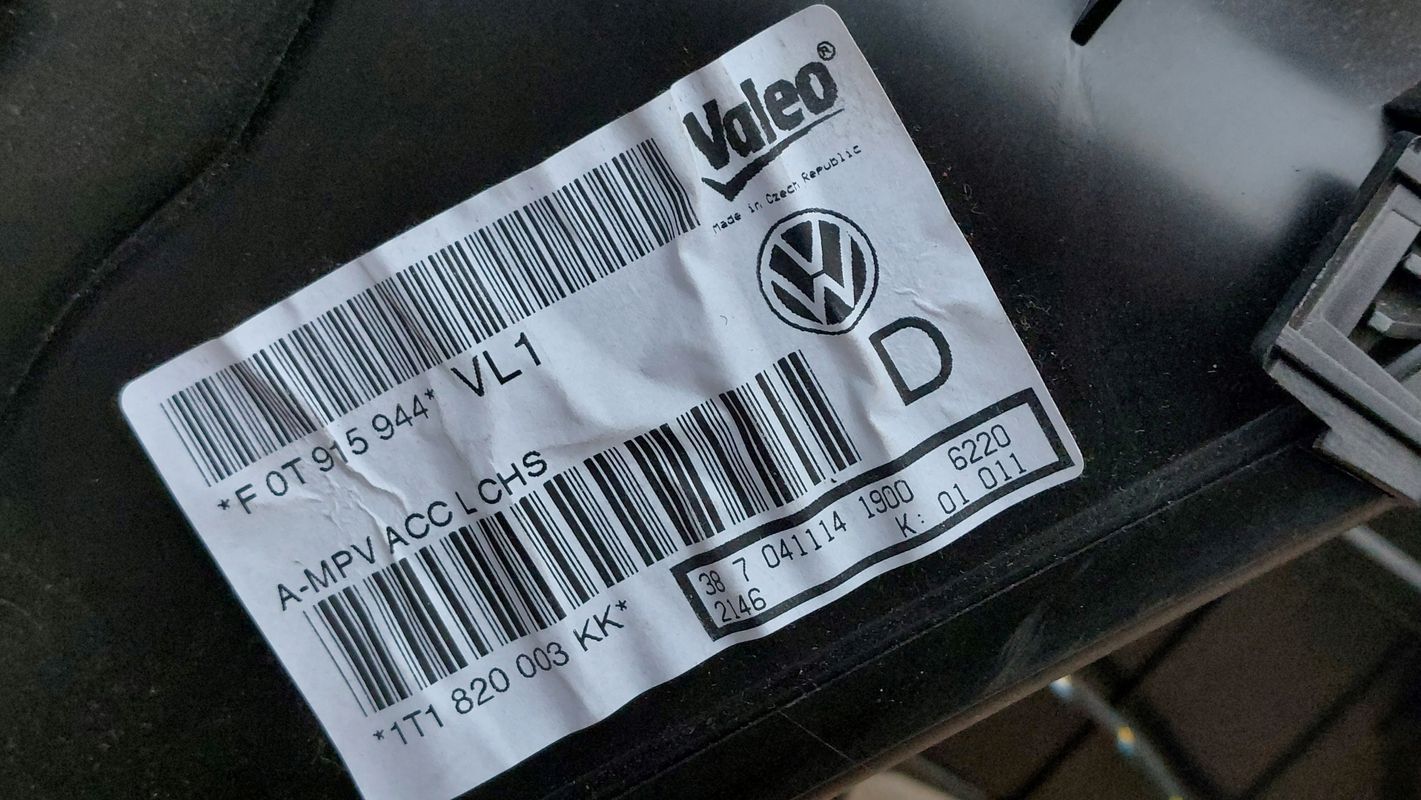 Valeo®
Made in Czech Republic
*F 0T 915 944* VL1
D
A-MPV ACC L CHS
*1T1 820 003 KK*
38 7 041114 1900 6220
2146 K: 01 011